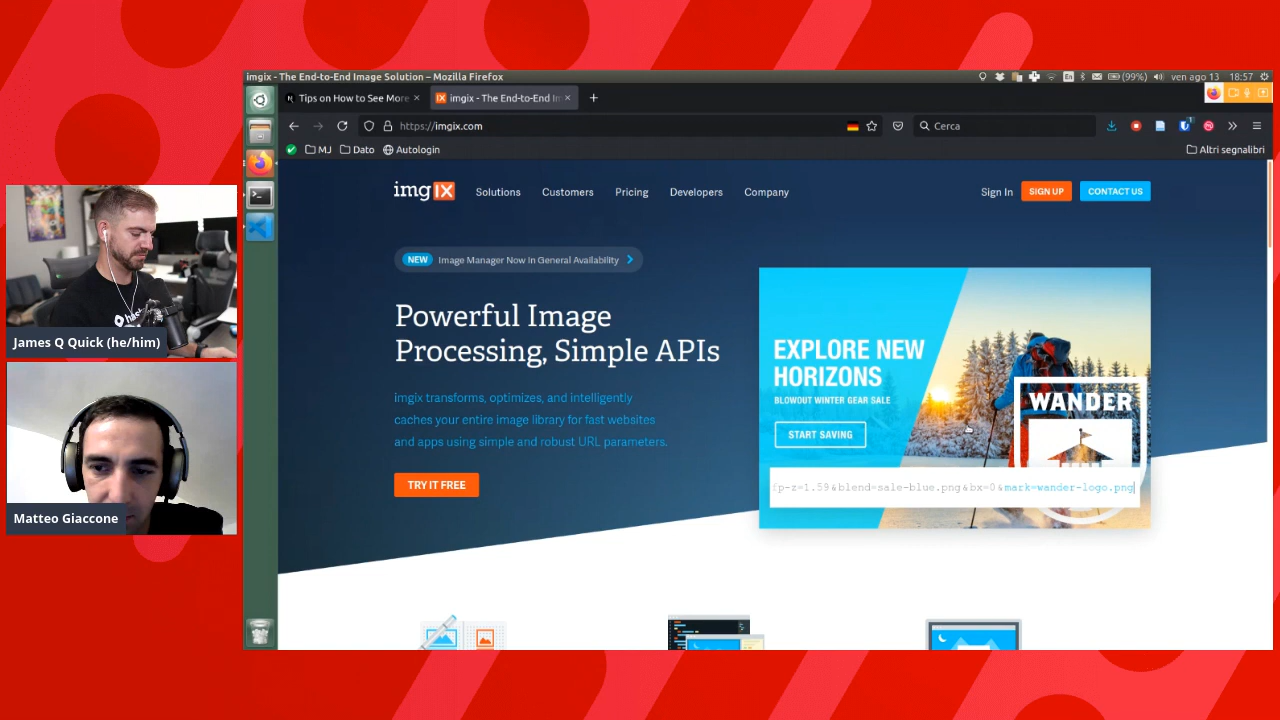 imgix - The End-to-End Image Solution – Mozilla Firefox
En
(99%)
ven ago 13
18:57
Tips on How to See More
imgix - The End-to-End Im
https://imgix.com
Cerca
MJ
Dato
Autologin
Altri segnalibri
imgIX
Solutions
Customers
Pricing
Developers
Company
Sign In
SIGN UP
CONTACT US
NEW
Image Manager Now In General Availability
Powerful Image
Processing, Simple APIs
imgix transforms, optimizes, and intelligently
caches your entire image library for fast websites
and apps using simple and robust URL parameters.
TRY IT FREE
EXPLORE NEW
HORIZONS
BLOWOUT WINTER GEAR SALE
START SAVING
WANDER
fp-z=1.59&blend=sale-blue.png&bx=0&mark=wander-logo.png
James Q Quick (he/him)
Matteo Giaccone